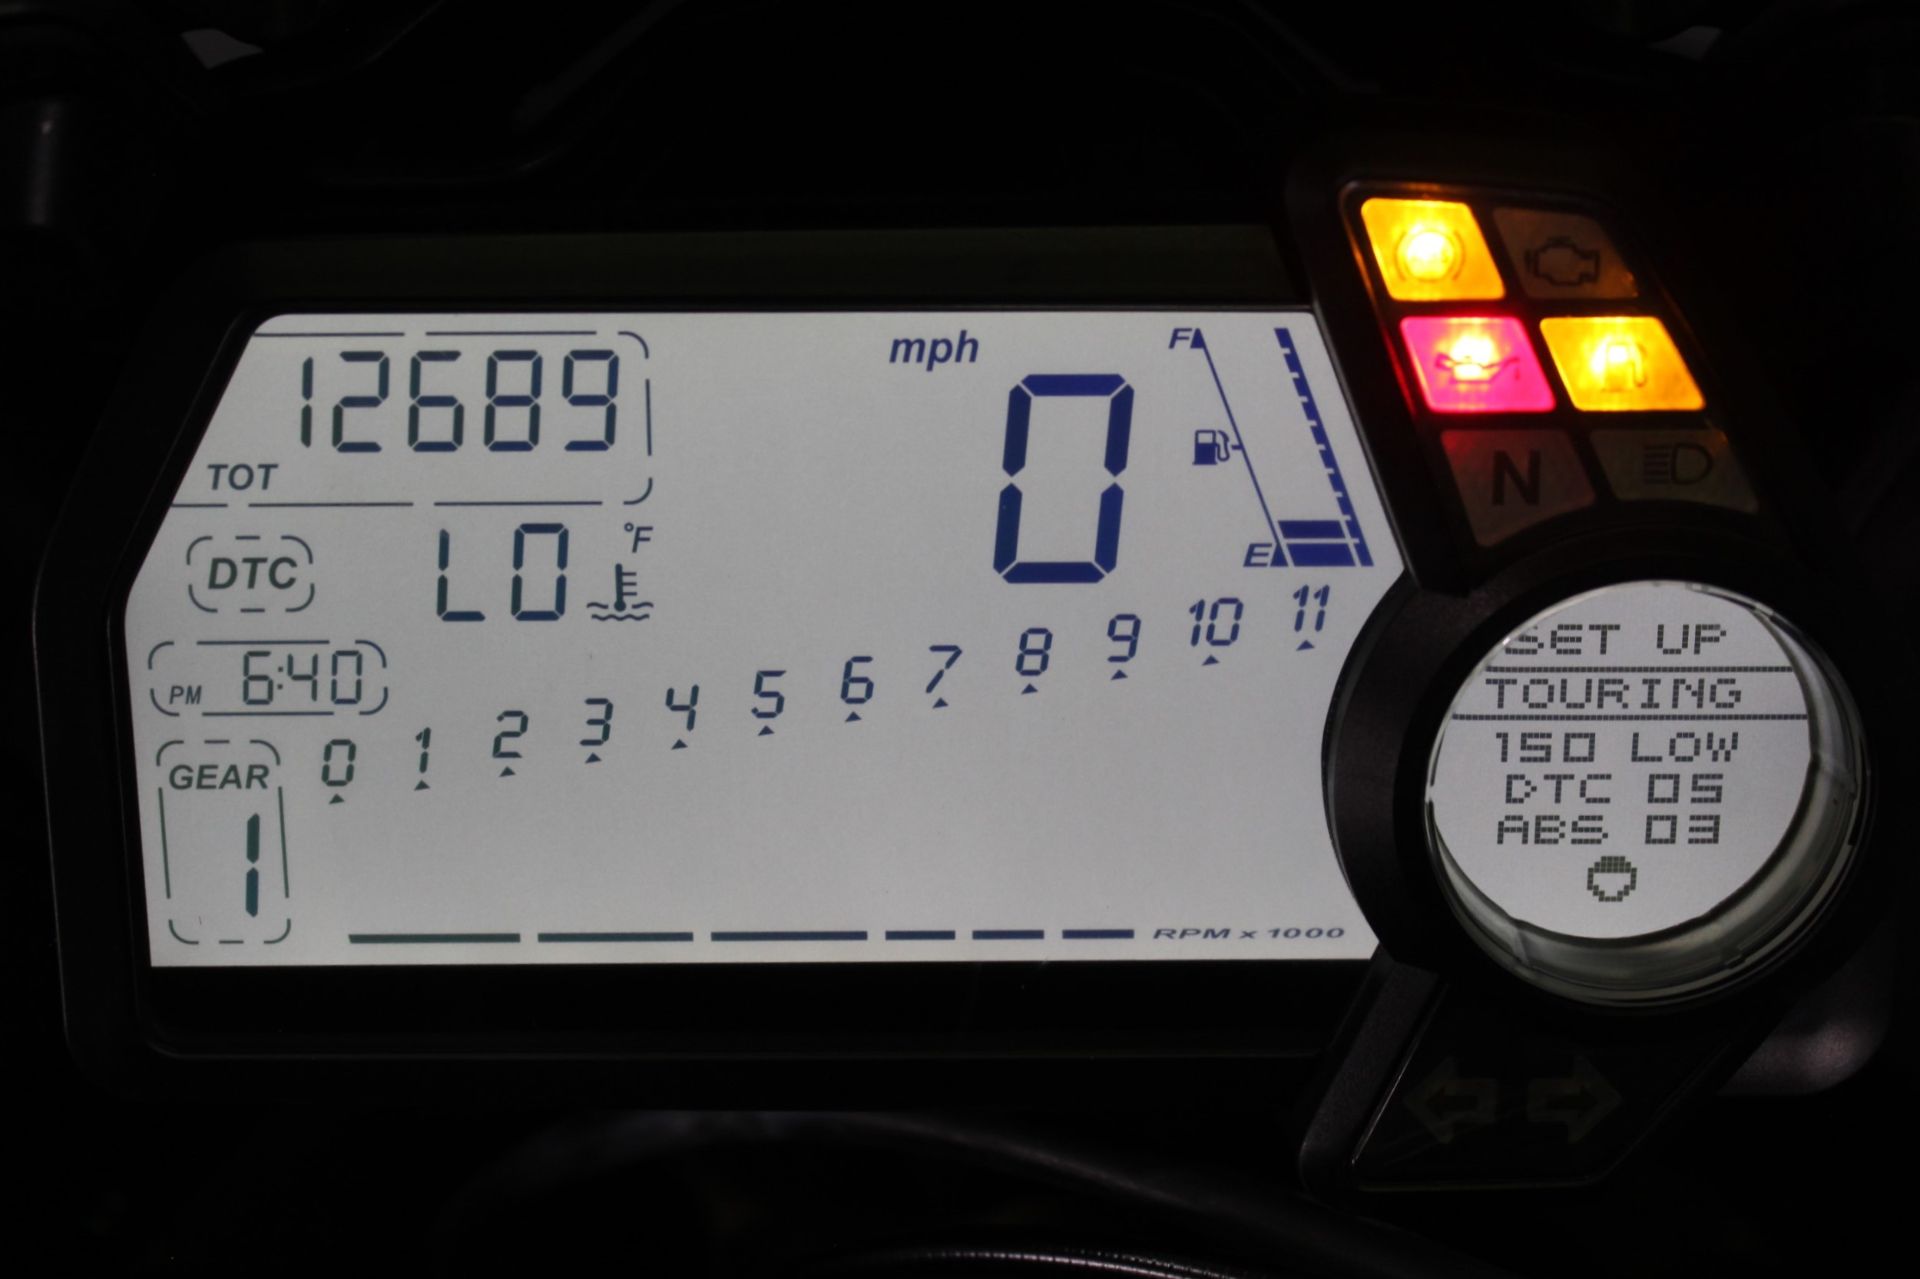 mph
F
12689
TOT
0
DTC
LO °F
E
PM 6:40
0 1 2 3 4 5 6 7 8 9 10 11
GEAR
1
RPM x 1000
N
SET UP
TOURING
150 LOW
DTC 05
ABS 03